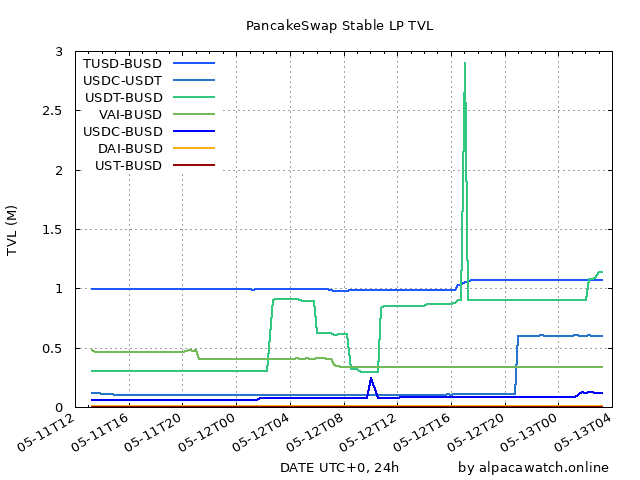 PancakeSwap Stable LP TVL
TVL (M)
3
2.5
2
1.5
1
0.5
0
TUSD-BUSD
USDC-USDT
USDT-BUSD
VAI-BUSD
USDC-BUSD
DAI-BUSD
UST-BUSD
05-11T12
05-11T16
05-11T20
05-12T00
05-12T04
05-12T08
05-12T12
05-12T16
05-12T20
05-13T00
05-13T04
DATE UTC+0, 24h
by alpacawatch.online